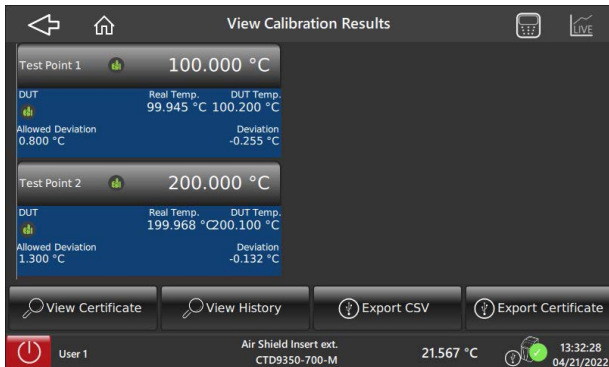 View Calibration Results
LIVE
Test Point 1 100.000 °C
DUT Real Temp. DUT Temp.
99.945 °C 100.200 °C
Allowed Deviation Deviation
0.800 °C -0.255 °C
Test Point 2 200.000 °C
DUT Real Temp. DUT Temp.
199.968 °C 200.100 °C
Allowed Deviation Deviation
1.300 °C -0.132 °C
View Certificate View History Export CSV Export Certificate
User 1 Air Shield Insert ext. 21.567 °C 13:32:28
CTD9350-700-M 04/21/2022